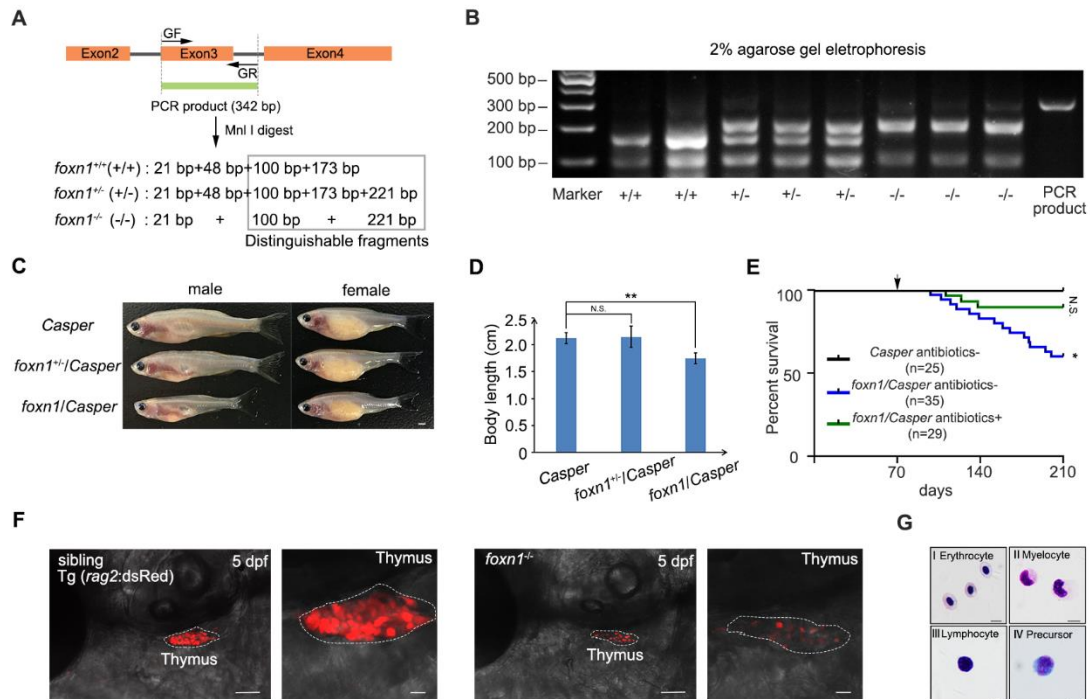 A
GF
Exon2
Exon3
Exon4
GR
PCR product (342 bp)
Mnl I digest
foxn1+/+(+/+) : 21 bp+48 bp+100 bp+173 bp
foxn1+/- (+/-) : 21 bp+48 bp+100 bp+173 bp+221 bp
foxn1-/- (-/-) : 21 bp + 100 bp + 221 bp
Distinguishable fragments
B
2% agarose gel eletrophoresis
500 bp
200 bp
100 bp
Marker +/+ +/+ +/- +/- +/- -/- -/- -/- PCR
product
C
male female
Casper
foxn1+/-/Casper
foxn1/Casper
D
**
N.S.
Body length (cm)
2.5
2.0
1.5
1.0
0.5
0
Casper
foxn1+/-/Casper
foxn1/Casper
E
Percent survival
100
50
0
N.S.
*
Casper antibiotics-
(n=25)
foxn1/Casper antibiotics-
(n=35)
foxn1/Casper antibiotics+
(n=29)
70 140 210
days
F
sibling 5 dpf
Tg (rag2:dsRed)
Thymus
Thymus
foxn1-/- 5 dpf
Thymus
Thymus
G
I Erythrocyte
II Myelocyte
III Lymphocyte
IV Precursor